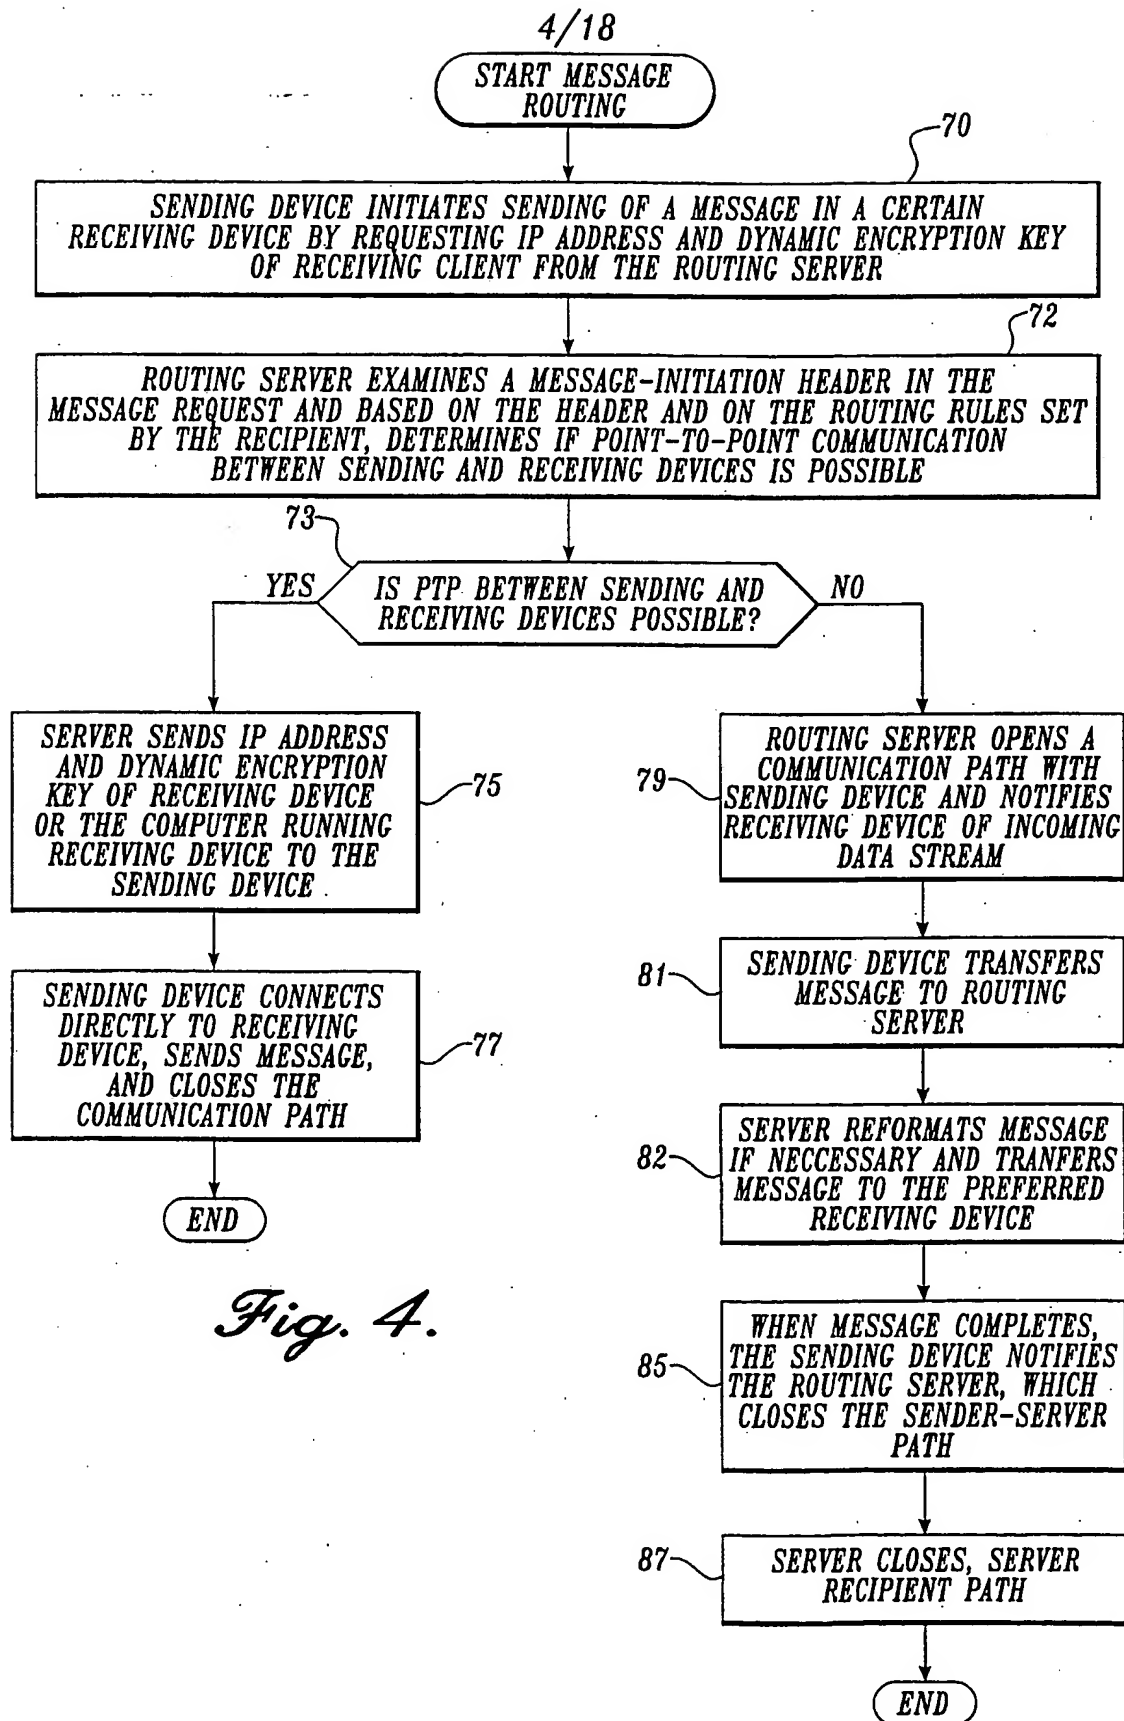 4/18
START MESSAGE
ROUTING
70
SENDING DEVICE INITIATES SENDING OF A MESSAGE IN A CERTAIN
RECEIVING DEVICE BY REQUESTING IP ADDRESS AND DYNAMIC ENCRYPTION KEY
OF RECEIVING CLIENT FROM THE ROUTING SERVER
72
ROUTING SERVER EXAMINES A MESSAGE-INITIATION HEADER IN THE
MESSAGE REQUEST AND BASED ON THE HEADER AND ON THE ROUTING RULES SET
BY THE RECIPIENT, DETERMINES IF POINT-TO-POINT COMMUNICATION
BETWEEN SENDING AND RECEIVING DEVICES IS POSSIBLE
73
YES
IS PTP BETWEEN SENDING AND
RECEIVING DEVICES POSSIBLE?
NO
SERVER SENDS IP ADDRESS
AND DYNAMIC ENCRYPTION
KEY OF RECEIVING DEVICE
OR THE COMPUTER RUNNING
RECEIVING DEVICE TO THE
SENDING DEVICE
75
SENDING DEVICE CONNECTS
DIRECTLY TO RECEIVING
DEVICE, SENDS MESSAGE,
AND CLOSES THE
COMMUNICATION PATH
77
END
79
ROUTING SERVER OPENS A
COMMUNICATION PATH WITH
SENDING DEVICE AND NOTIFIES
RECEIVING DEVICE OF INCOMING
DATA STREAM
81
SENDING DEVICE TRANSFERS
MESSAGE TO ROUTING
SERVER
82
SERVER REFORMATS MESSAGE
IF NECCESSARY AND TRANFERS
MESSAGE TO THE PREFERRED
RECEIVING DEVICE
85
WHEN MESSAGE COMPLETES,
THE SENDING DEVICE NOTIFIES
THE ROUTING SERVER, WHICH
CLOSES THE SENDER-SERVER
PATH
87
SERVER CLOSES, SERVER
RECIPIENT PATH
END
Fig. 4.